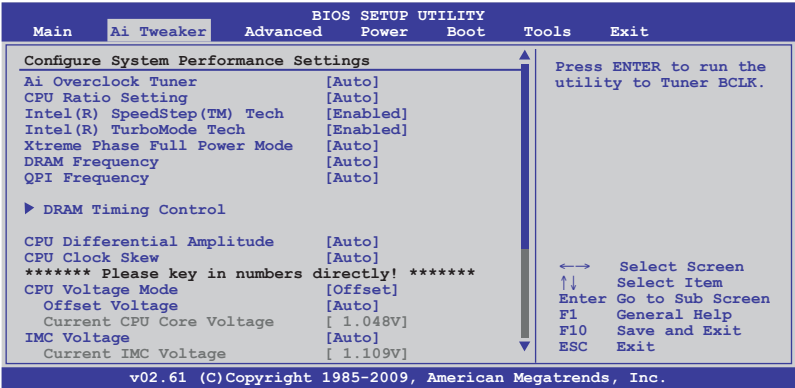 BIOS SETUP UTILITY
Main Ai Tweaker Advanced Power Boot Tools Exit
Configure System Performance Settings
Ai Overclock Tuner [Auto]
CPU Ratio Setting [Auto]
Intel(R) SpeedStep(TM) Tech [Enabled]
Intel(R) TurboMode Tech [Enabled]
Xtreme Phase Full Power Mode [Auto]
DRAM Frequency [Auto]
QPI Frequency [Auto]
DRAM Timing Control
CPU Differential Amplitude [Auto]
CPU Clock Skew [Auto]
******* Please key in numbers directly! *******
CPU Voltage Mode [Offset]
Offset Voltage [Auto]
Current CPU Core Voltage [ 1.048V]
IMC Voltage [Auto]
Current IMC Voltage [ 1.109V]
Press ENTER to run the
utility to Tuner BCLK.
←→ Select Screen
↑↓ Select Item
Enter Go to Sub Screen
F1 General Help
F10 Save and Exit
ESC Exit
v02.61 (C)Copyright 1985-2009, American Megatrends, Inc.